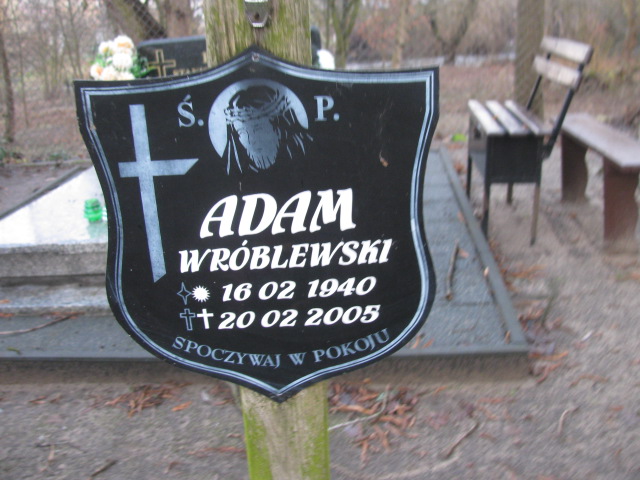 Ś. P.
ADAM
WRÓBLEWSKI
16 02 1940
20 02 2005
SPOCZYWAJ W POKOJU